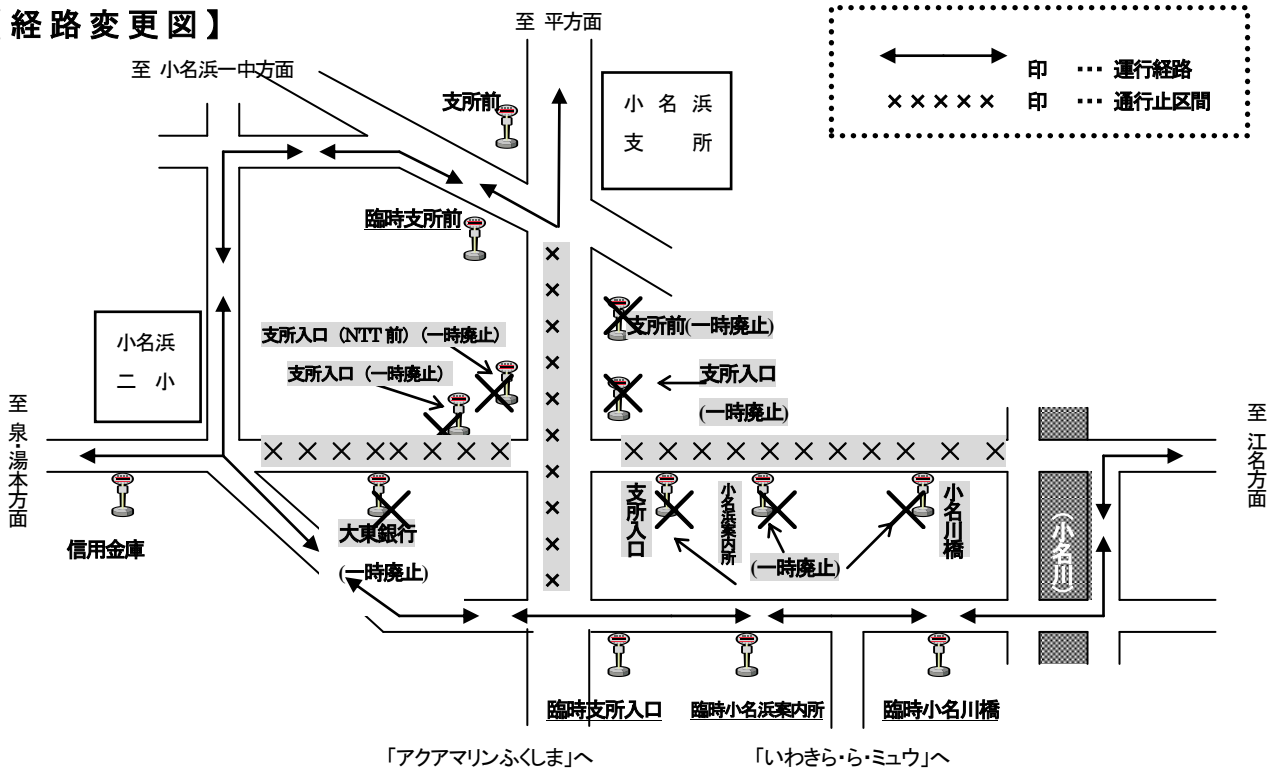 経路変更図】
至 平方面
至 小名浜一中方面
印 ･･･ 運行経路
××××× 印 ･･･ 通行止区間
支所前
小名浜
支所
臨時支所前
小名浜
二小
支所入口（NTT前）（一時廃止）
支所入口（一時廃止）
支所前(一時廃止)
支所入口
(一時廃止)
至 泉・湯本方面
至 江名方面
信用金庫
大東銀行
(一時廃止)
支所入口
小名浜案内所
小名川橋
(一時廃止)
（小名川）
臨時支所入口
臨時小名浜案内所
臨時小名川橋
「アクアマリンふくしま」へ
「いわきら・ら・ミュウ」へ